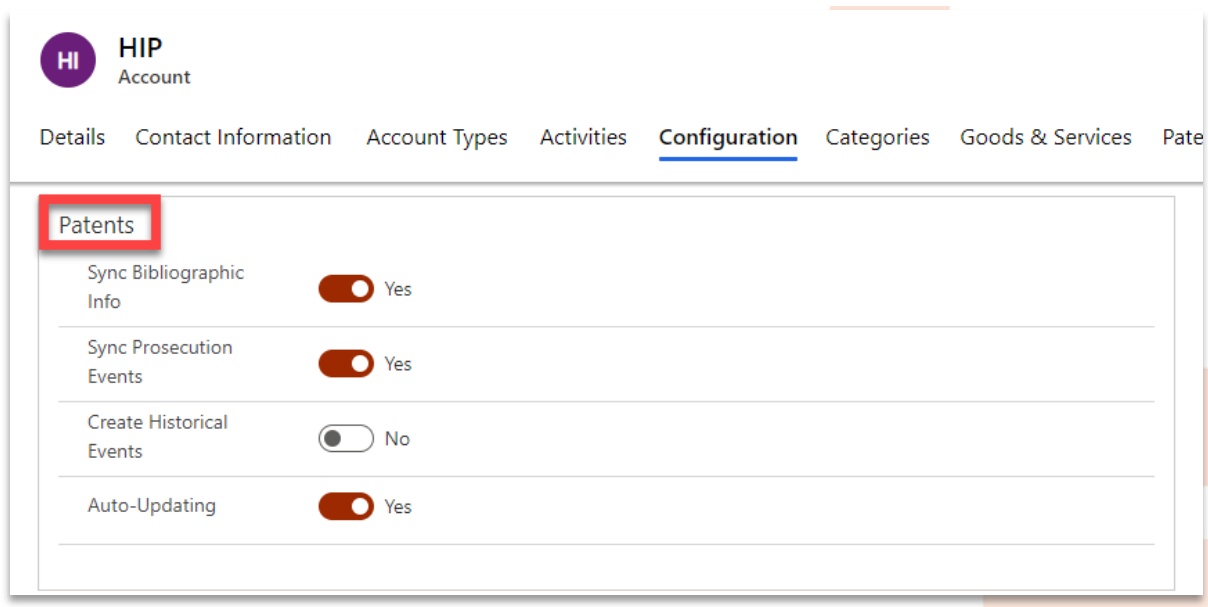 HI
HIP
Account
Details Contact Information Account Types Activities Configuration Categories Goods & Services Pate
Patents
Sync Bibliographic
Info
Yes
Sync Prosecution
Events
Yes
Create Historical
Events
No
Auto-Updating
Yes